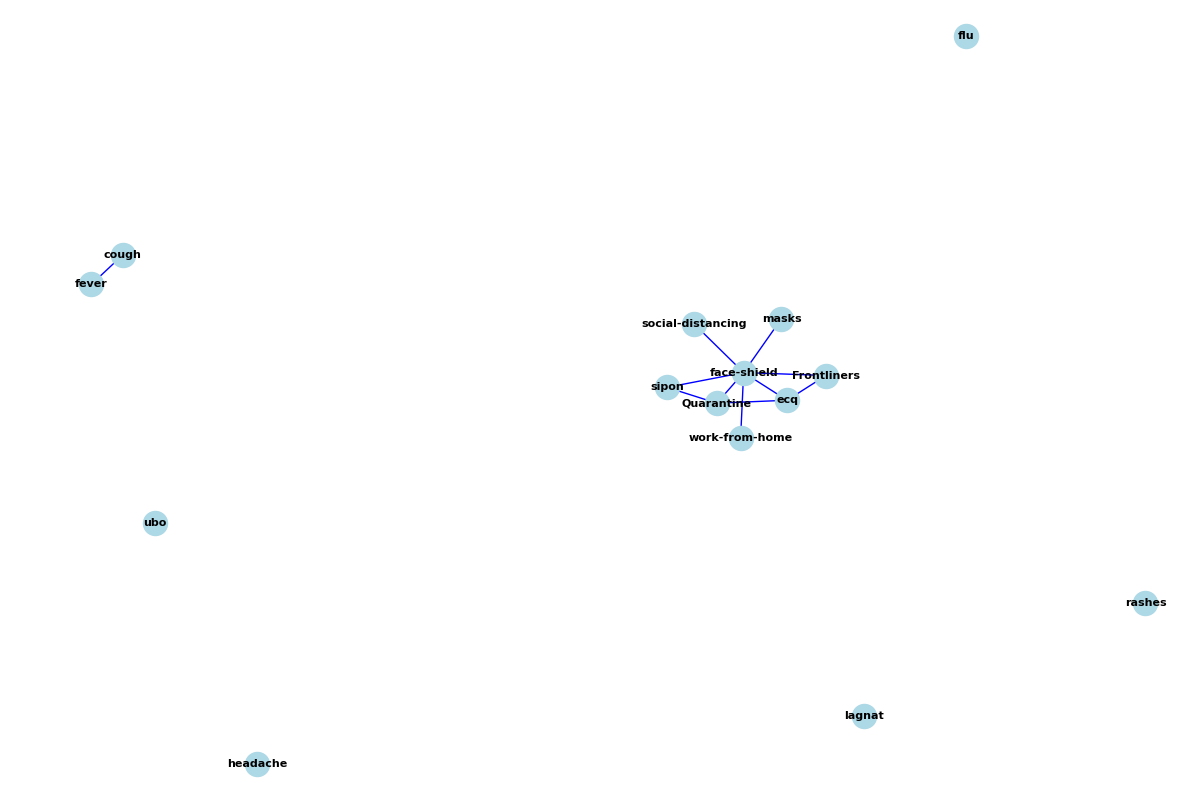 flu
cough
fever
social-distancing
masks
face-shield
Frontliners
sipon
Quarantine
ecq
work-from-home
ubo
rashes
lagnat
headache